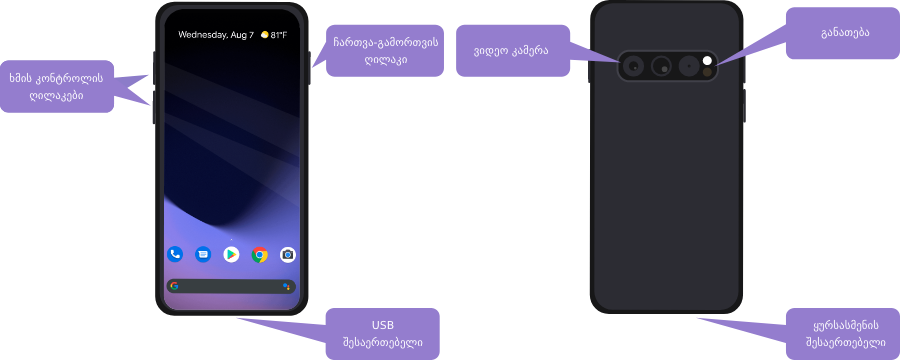 ხმის კონტროლის
ღილაკები
Wednesday, Aug 7 81°F
ჩართვა-გამორთვის
ღილაკი
USB
შესაერთებელი
ვიდეო კამერა
განათება
ყურსასმენის
შესაერთებელი